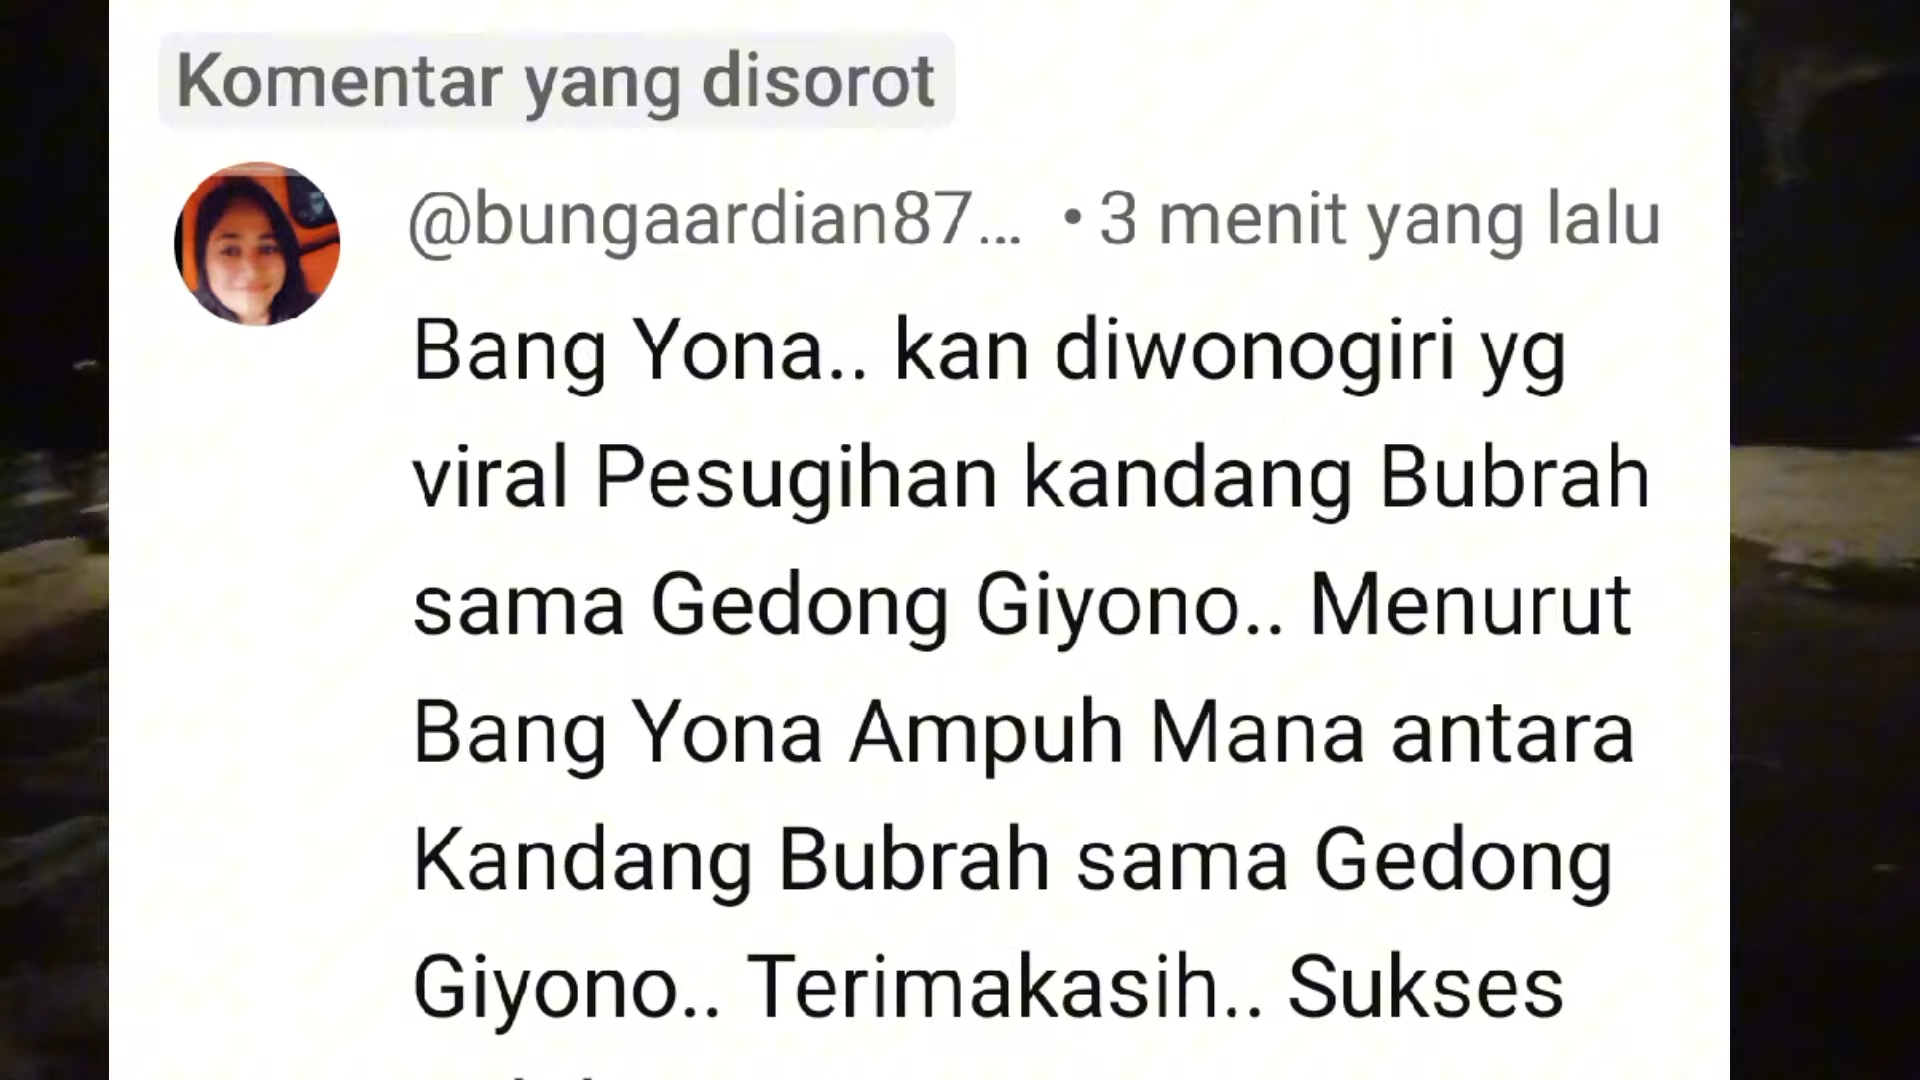 Komentar yang disorot
@bungaardian87... • 3 menit yang lalu
Bang Yona.. kan diwonogiri yg
viral Pesugihan kandang Bubrah
sama Gedong Giyono.. Menurut
Bang Yona Ampuh Mana antara
Kandang Bubrah sama Gedong
Giyono.. Terimakasih.. Sukses